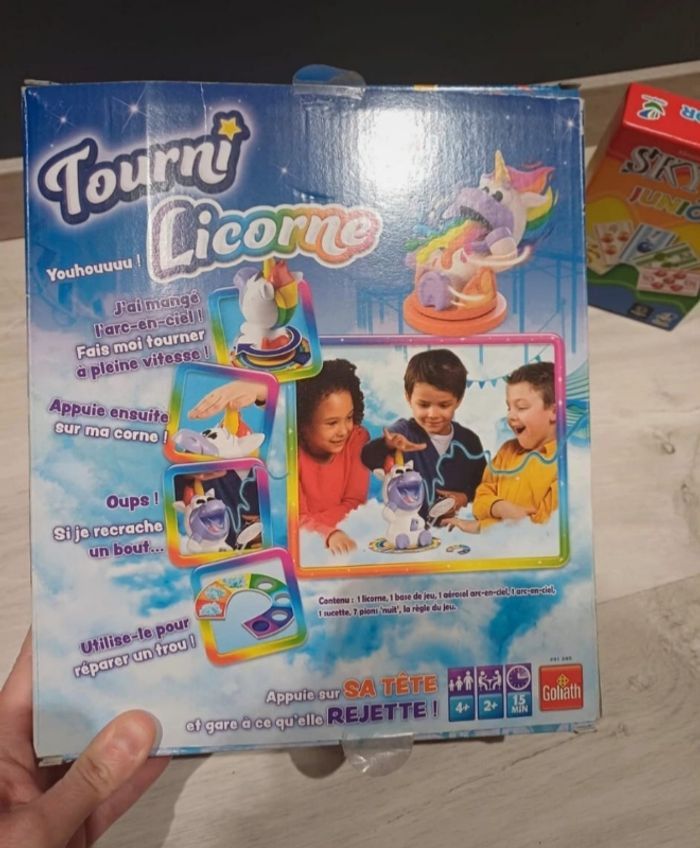 Tourni
Licorne
Youhouuuu !
J'ai mangé
l'arc-en-ciel !
Fais moi tourner
à pleine vitesse !
Appuie ensuite
sur ma corne !
Oups !
Si je recrache
un bout...
Utilise-le pour
réparer un trou !
Contenu : 1 licorne, 1 base de jeu, 1 aérosol arc-en-ciel, 1 arc-en-ciel,
1 sucette, 7 pions 'nuit', la règle du jeu.
Appuie sur SA TÊTE
et gare à ce qu'elle REJETTE !
4+
2+
15
MIN
Goliath
SKY
JUNIO